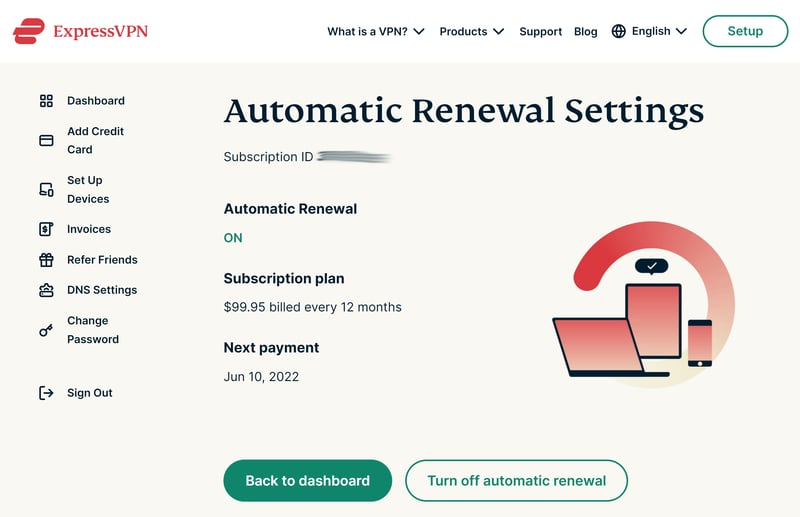 ExpressVPN
What is a VPN?
Products
Support
Blog
English
Setup
Dashboard
Add Credit
Card
Set Up
Devices
Invoices
Refer Friends
DNS Settings
Change
Password
Sign Out
Automatic Renewal Settings
Subscription ID
Automatic Renewal
ON
Subscription plan
$99.95 billed every 12 months
Next payment
Jun 10, 2022
Back to dashboard
Turn off automatic renewal